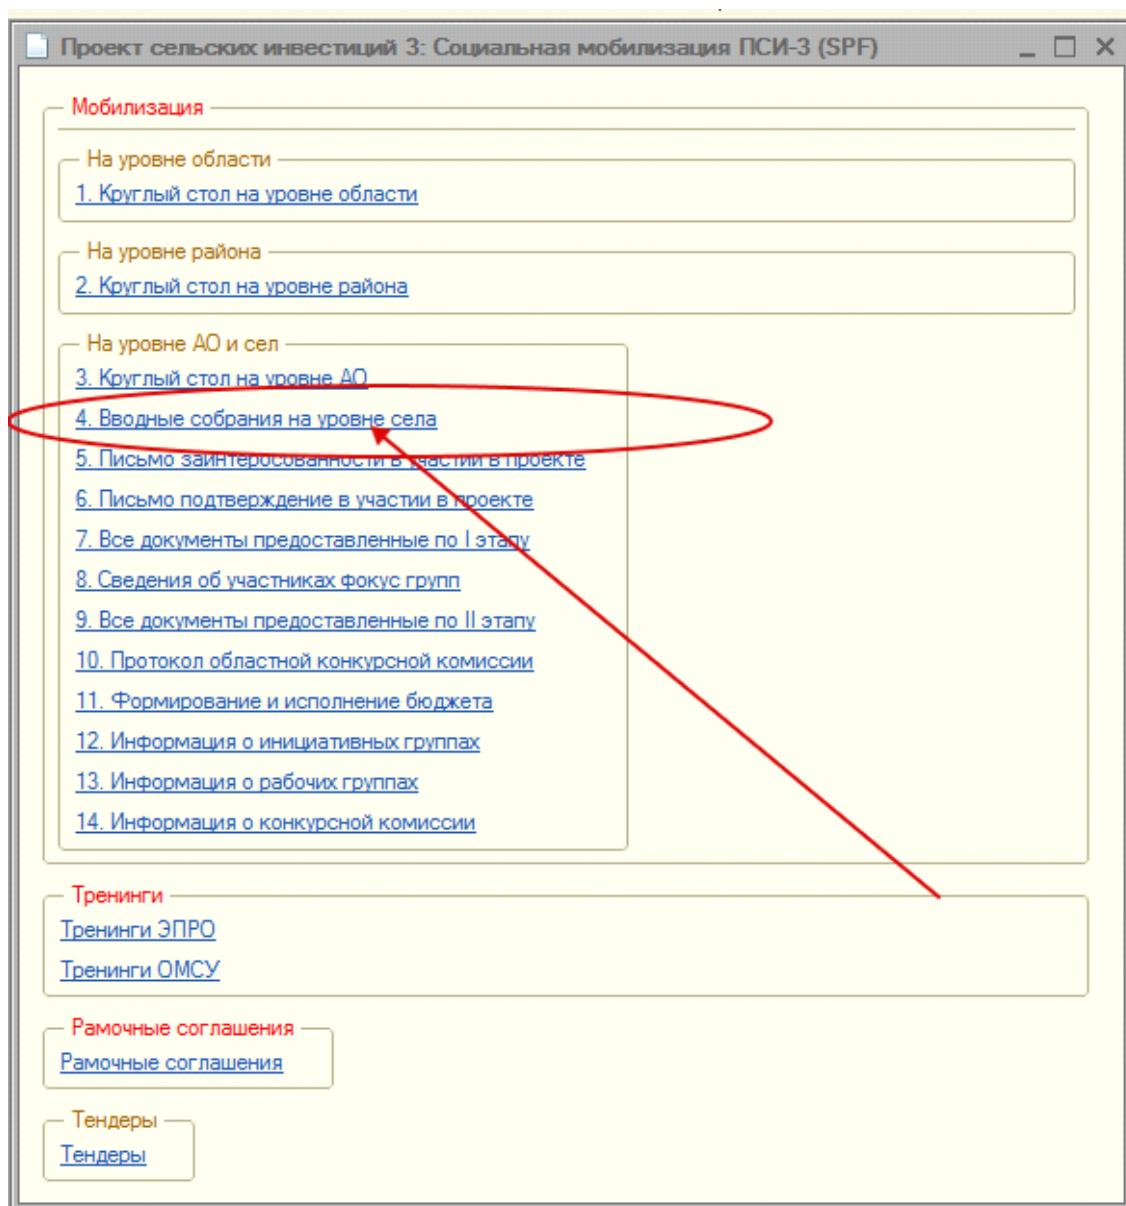 Проект сельских инвестиций 3: Социальная мобилизация ПСИ-3 (SPF)
Мобилизация
На уровне области
1. Круглый стол на уровне области
На уровне района
2. Круглый стол на уровне района
На уровне АО и сел
3. Круглый стол на уровне АО
4. Вводные собрания на уровне села
5. Письмо заинтеросованности в участии в проекте
6. Письмо подтверждение в участии в проекте
7. Все документы предоставленные по I этапу
8. Сведения об участниках фокус групп
9. Все документы предоставленные по II этапу
10. Протокол областной конкурсной комиссии
11. Формирование и исполнение бюджета
12. Информация о инициативных группах
13. Информация о рабочих группах
14. Информация о конкурсной комиссии
Тренинги
Тренинги ЭПРО
Тренинги ОМСУ
Рамочные соглашения
Рамочные соглашения
Тендеры
Тендеры